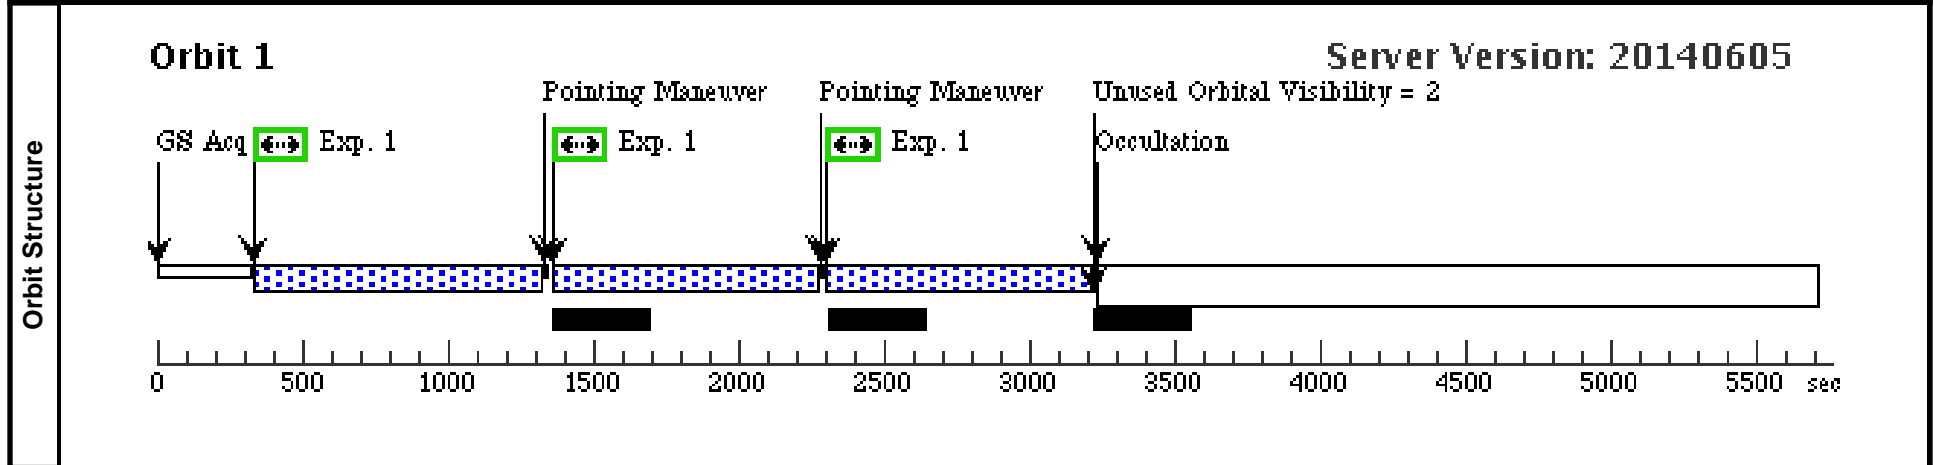 Orbit Structure
Orbit 1
Server Version: 20140605
Pointing Maneuver Pointing Maneuver Unused Orbital Visibility = 2
GS Acq Exp. 1 Exp. 1 Exp. 1 Occultation
0 500 1000 1500 2000 2500 3000 3500 4000 4500 5000 5500 sec